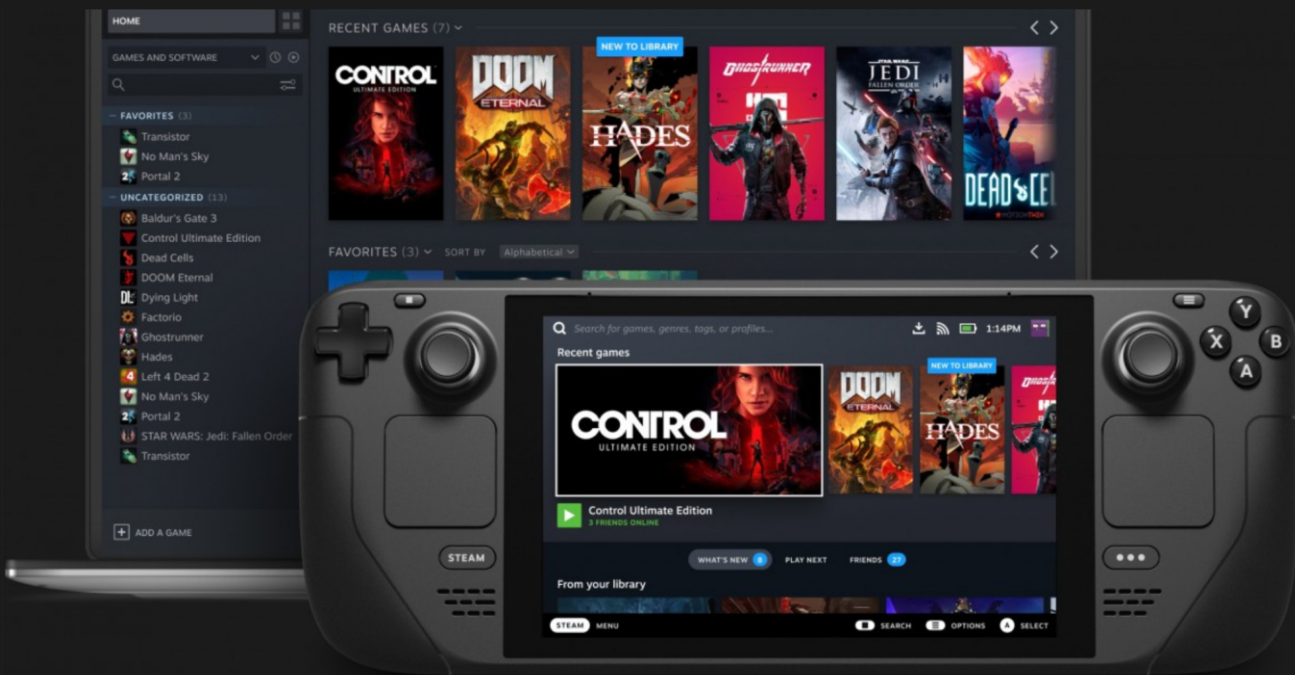 HOME
GAMES AND SOFTWARE
FAVORITES (3)
Transistor
No Man's Sky
Portal 2
UNCATEGORIZED (13)
Baldur's Gate 3
Control Ultimate Edition
Dead Cells
DOOM Eternal
Dying Light
Factorio
Ghostrunner
Hades
Left 4 Dead 2
No Man's Sky
Portal 2
STAR WARS: Jedi: Fallen Order
Transistor
ADD A GAME
RECENT GAMES (7)
NEW TO LIBRARY
CONTROL
ULTIMATE EDITION
DOOM
ETERNAL
HADES
GHOSTRUNNER
STAR WARS
JEDI
FALLEN ORDER
DEAD CEL
MOTIONTWIN
FAVORITES (3) SORT BY Alphabetical
Search for games, genres, tags, or profiles...
1:14PM
Recent games
NEW TO LIBRARY
CONTROL
ULTIMATE EDITION
DOOM
ETERNAL
HADES
Control Ultimate Edition
3 FRIENDS ONLINE
WHAT'S NEW 8 PLAY NEXT FRIENDS 27
From your library
STEAM MENU SEARCH OPTIONS A SELECT
STEAM
Y
X B
A